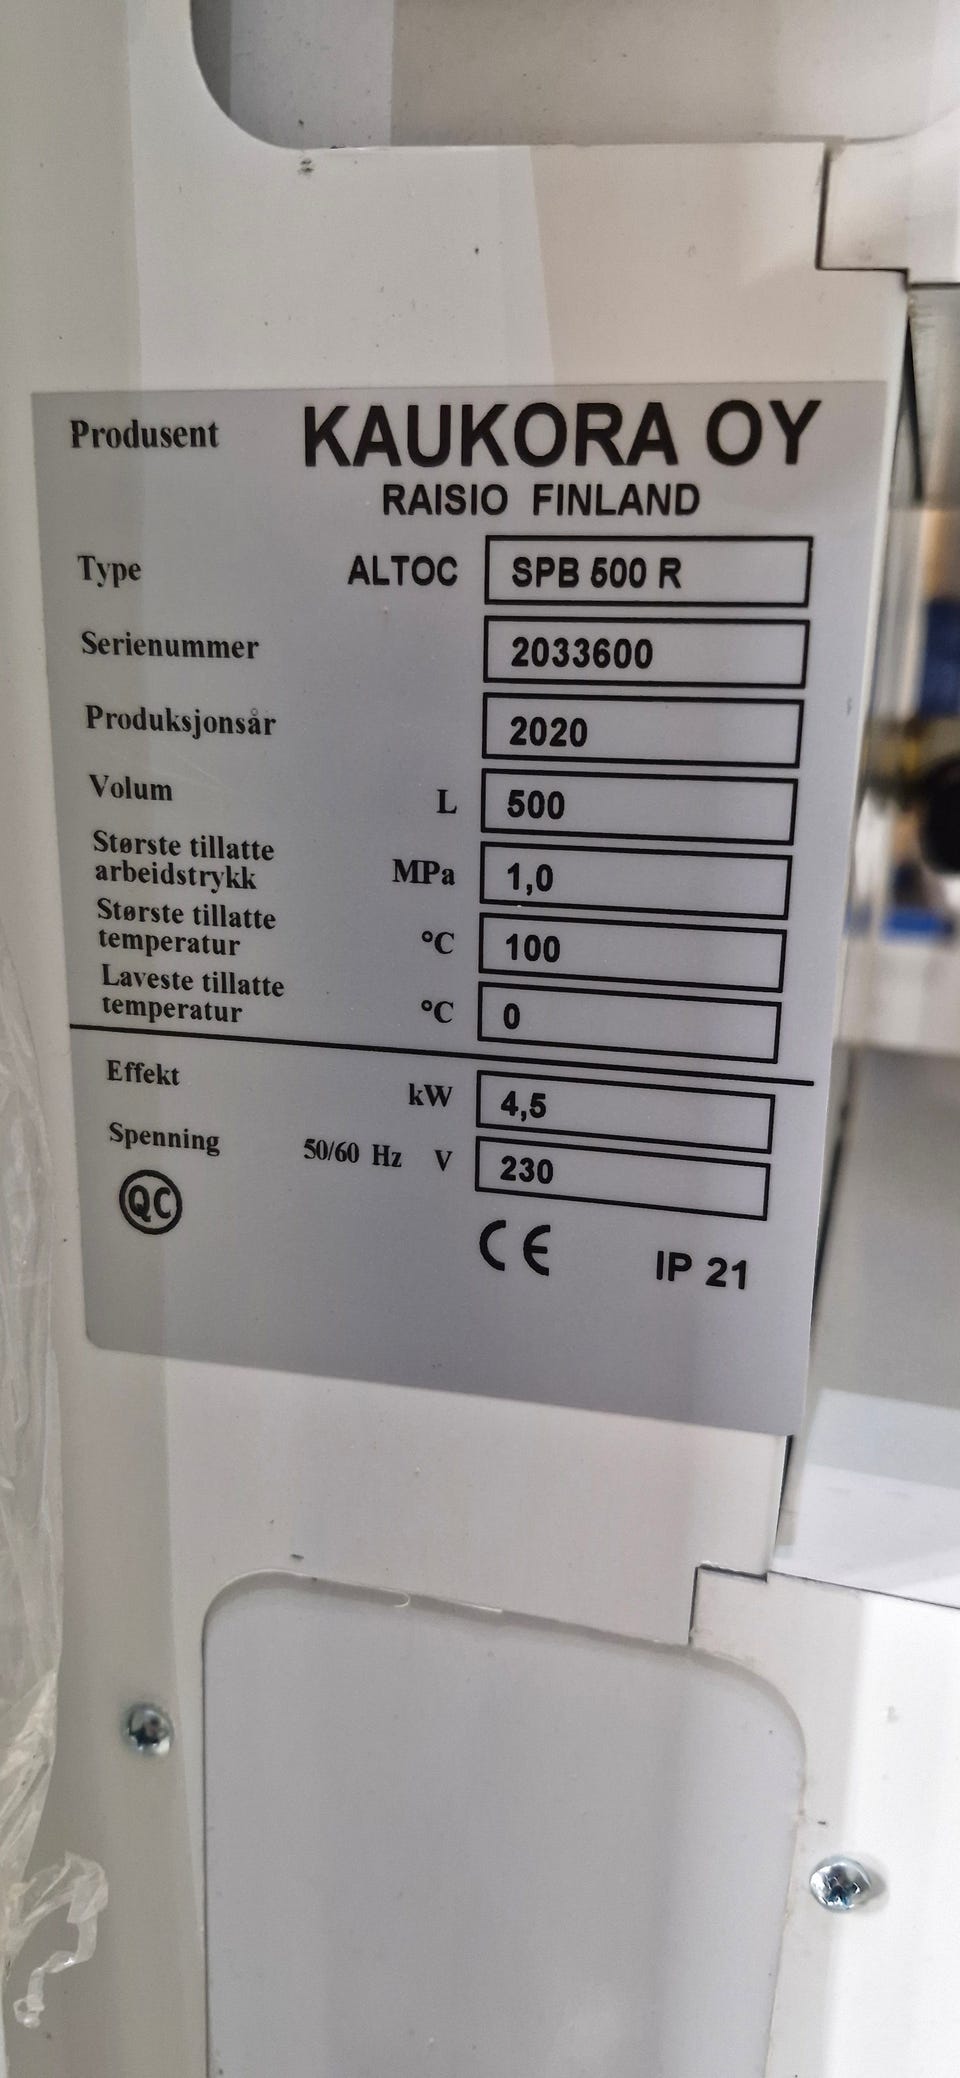 Produsent KAUKORA OY
RAISIO FINLAND
Type ALTOC SPB 500 R
Serienummer 2033600
Produksjonsår 2020
Volum L 500
Største tillatte
arbeidstrykk MPa 1,0
Største tillatte
temperatur °C 100
Laveste tillatte
temperatur °C 0
Effekt kW 4,5
Spenning 50/60 Hz V 230
QC
CE IP 21